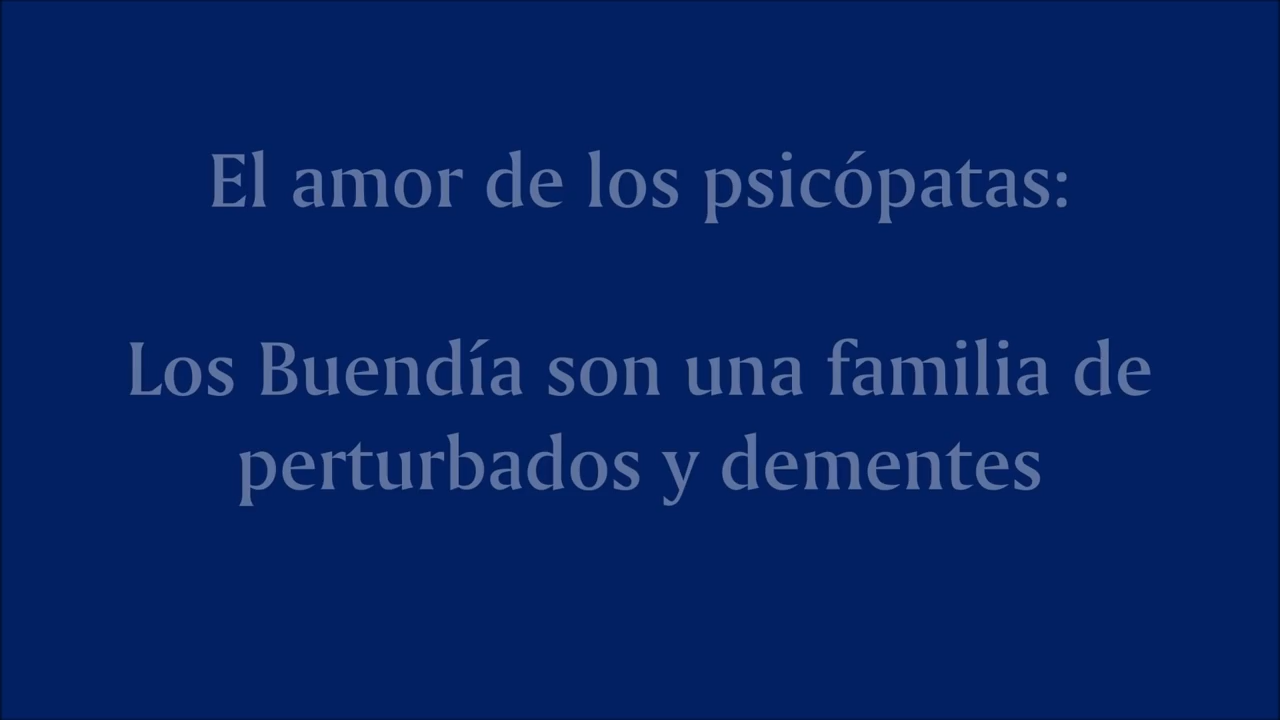 El amor de los psicópatas:
Los Buendía son una familia de
perturbados y dementes